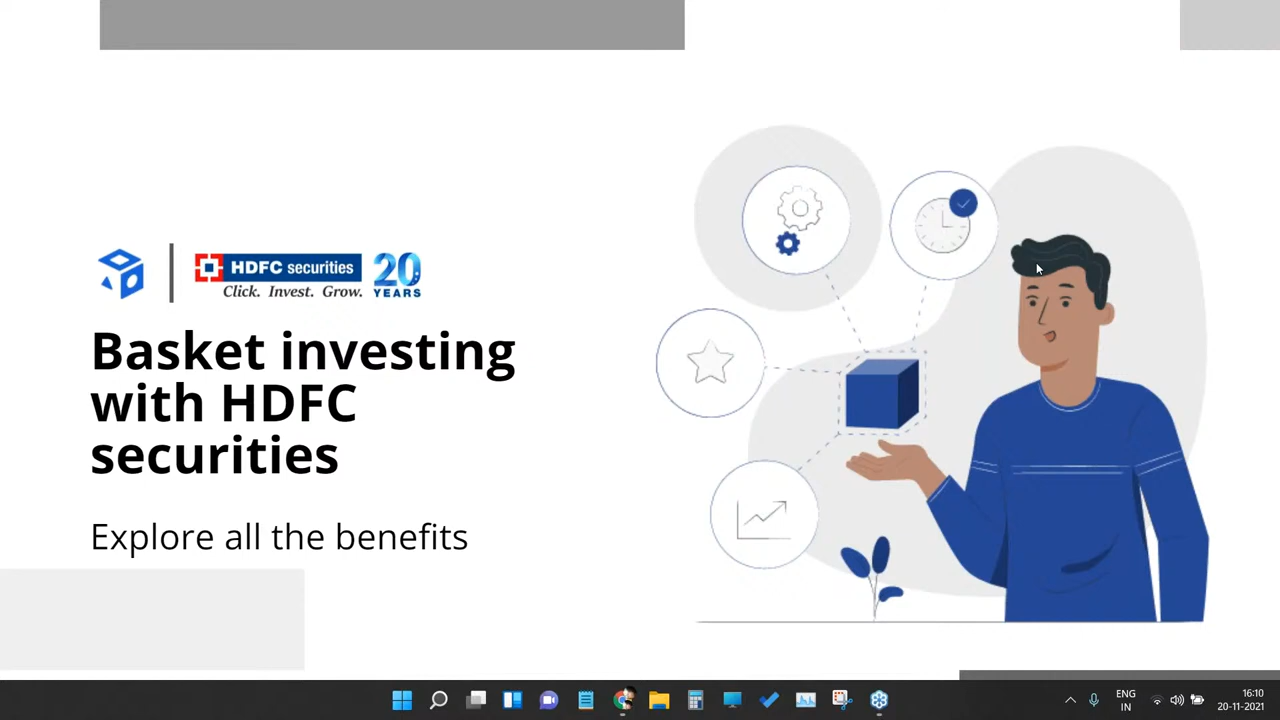 HDFC securities
Click. Invest. Grow.
20
YEARS
Basket investing
with HDFC
securities
Explore all the benefits
ENG
IN
16:10
20-11-2021